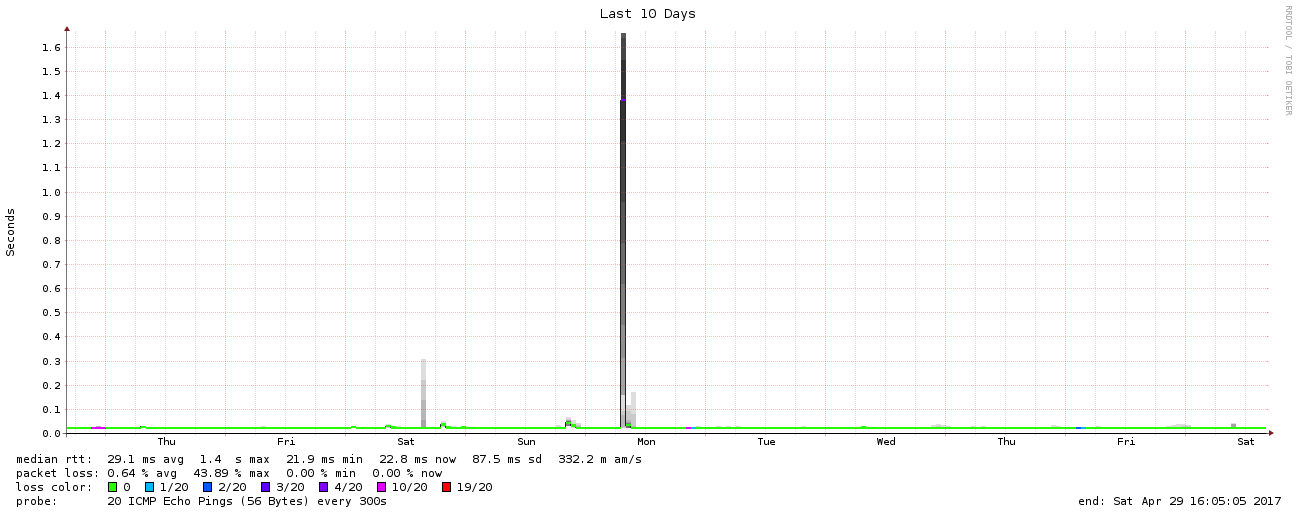 Last 10 Days
RRDTOOL / TOBI OETIKER
Seconds
1.6
1.5
1.4
1.3
1.2
1.1
1.0
0.9
0.8
0.7
0.6
0.5
0.4
0.3
0.2
0.1
0.0
Thu Fri Sat Sun Mon Tue Wed Thu Fri Sat
median rtt: 29.1 ms avg 1.4 s max 21.9 ms min 22.8 ms now 87.5 ms sd 332.2 m am/s
packet loss: 0.64 % avg 43.89 % max 0.00 % min 0.00 % now
loss color: 0 1/20 2/20 3/20 4/20 10/20 19/20
probe: 20 ICMP Echo Pings (56 Bytes) every 300s end: Sat Apr 29 16:05:05 2017